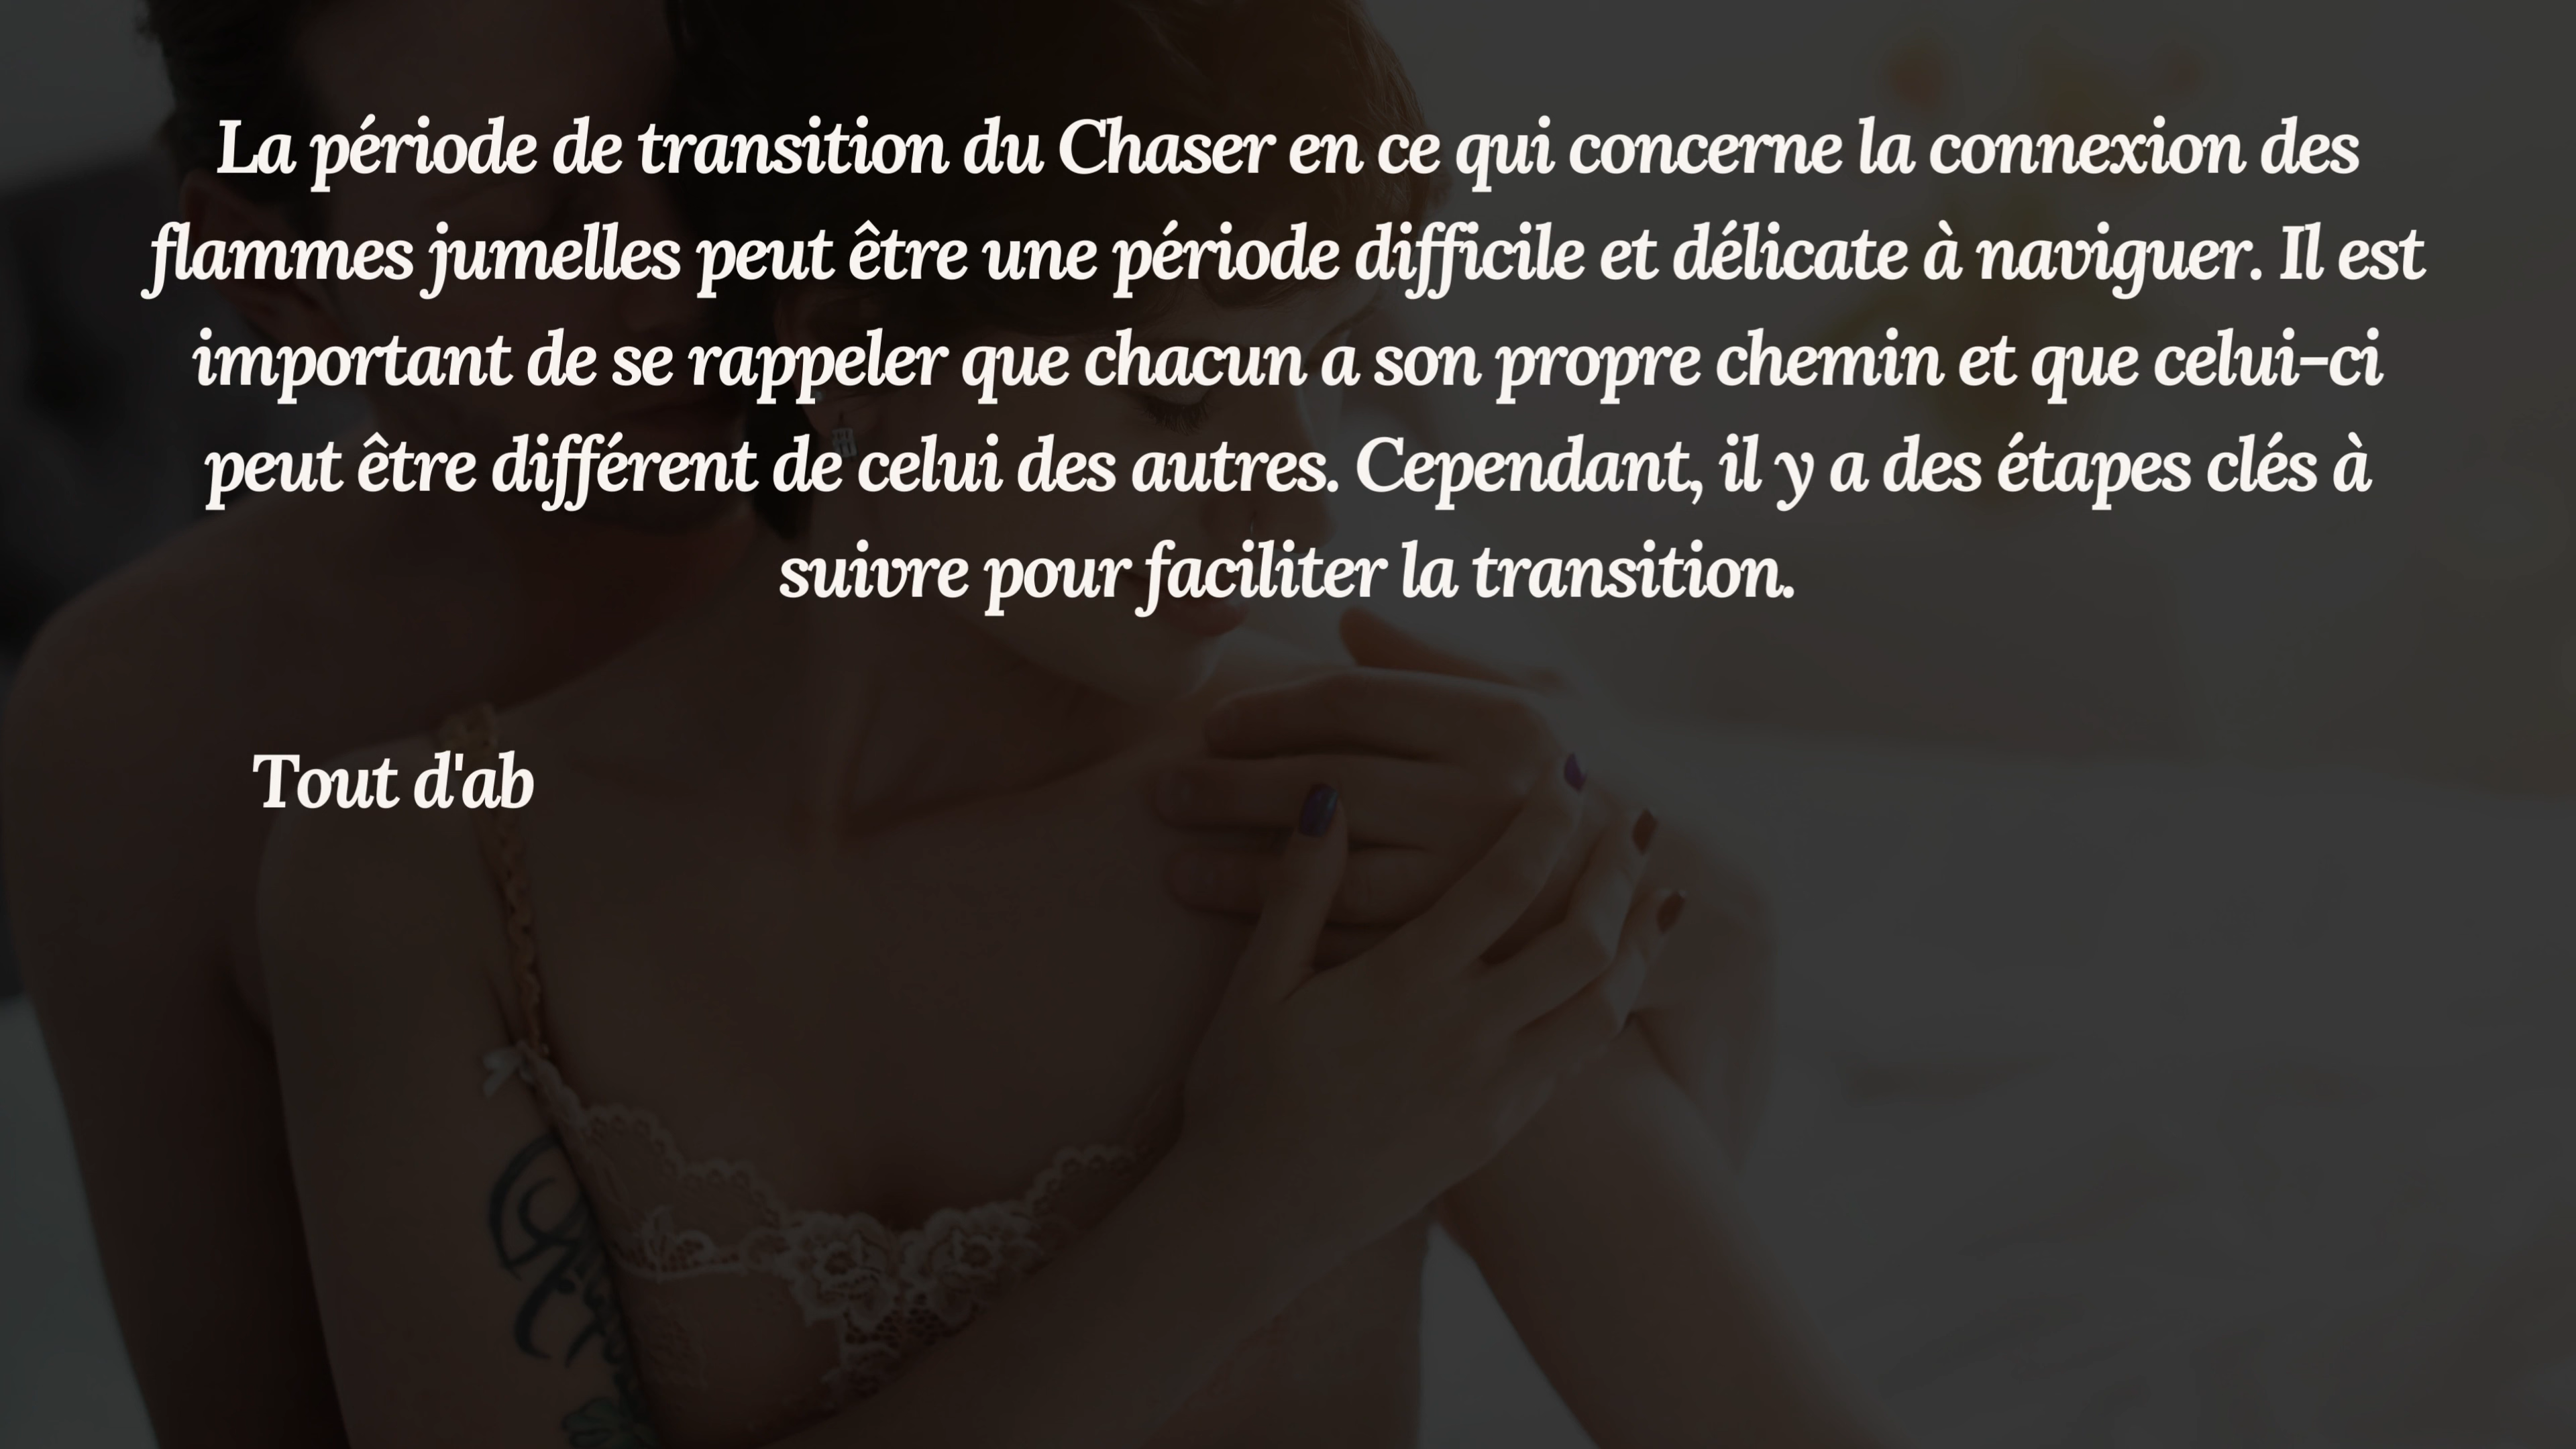 La période de transition du Chaser en ce qui concerne la connexion des
flammes jumelles peut être une période difficile et délicate à naviguer. Il est
important de se rappeler que chacun a son propre chemin et que celui-ci
peut être différent de celui des autres. Cependant, il y a des étapes clés à
suivre pour faciliter la transition.
Tout d'ab